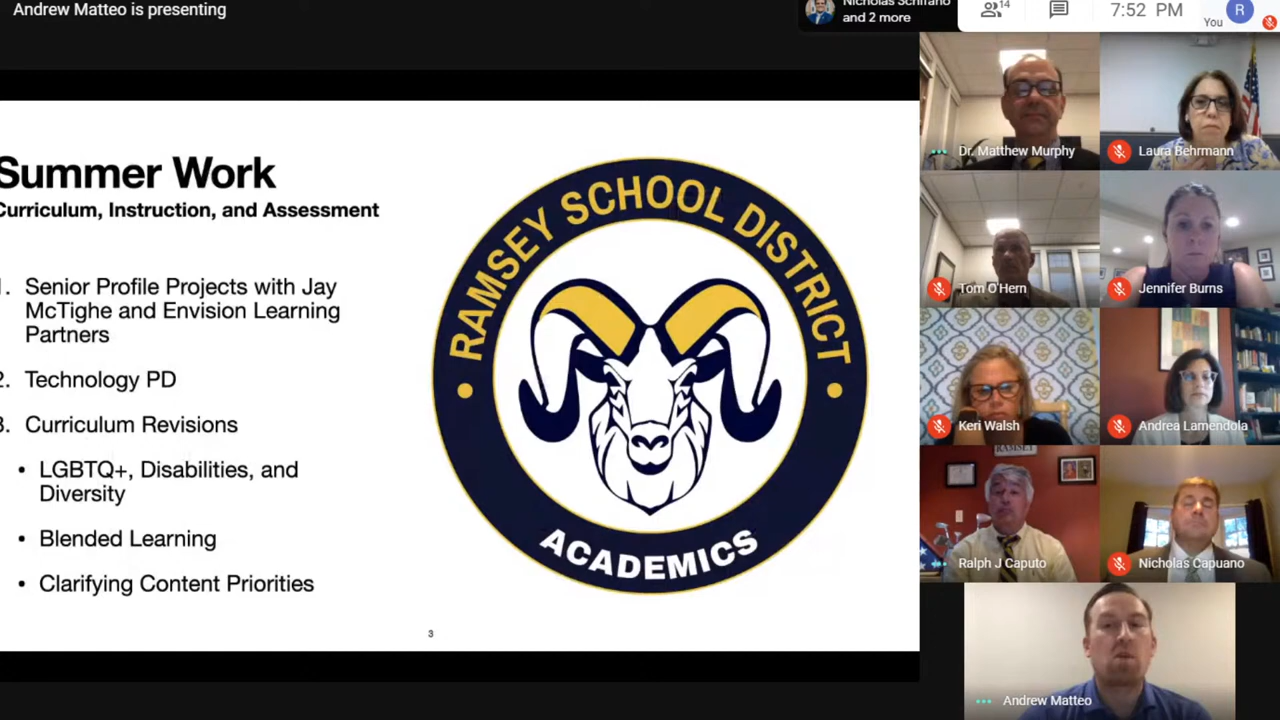 Andrew Matteo is presenting
Nicholas Schifano
and 2 more
14
7:52 PM
You
R
Summer Work
Curriculum, Instruction, and Assessment
1. Senior Profile Projects with Jay
McTighe and Envision Learning
Partners
2. Technology PD
3. Curriculum Revisions
• LGBTQ+, Disabilities, and
Diversity
• Blended Learning
• Clarifying Content Priorities
3
RAMSEY SCHOOL DISTRICT
ACADEMICS
Dr. Matthew Murphy
Laura Behrmann
Tom O'Hern
Jennifer Burns
Keri Walsh
Andrea Lamendola
RAMSEY
Ralph J Caputo
Nicholas Capuano
Andrew Matteo